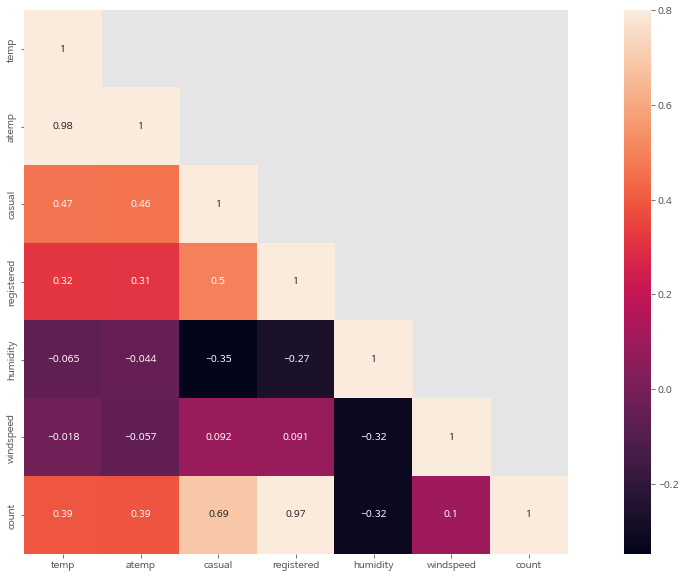 temp 1
atemp 0.98 1
casual 0.47 0.46 1
registered 0.32 0.31 0.5 1
humidity −0.065 −0.044 −0.35 −0.27 1
windspeed −0.018 −0.057 0.092 0.091 −0.32 1
count 0.39 0.39 0.69 0.97 −0.32 0.1 1
temp atemp casual registered humidity windspeed count
0.8
0.6
0.4
0.2
0.0
−0.2